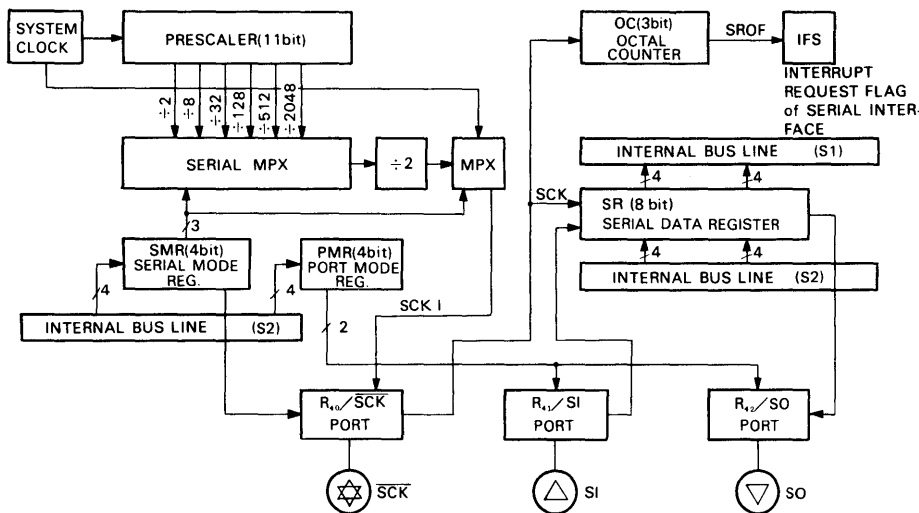 SYSTEM
CLOCK
PRESCALER(11bit)
OC(3bit)
OCTAL
COUNTER
SROF
IFS
INTERRUPT
REQUEST FLAG
of SERIAL INTER-
FACE
÷2
÷8
÷32
÷128
÷512
÷2048
SERIAL MPX
÷2
MPX
INTERNAL BUS LINE (S1)
4
4
SCK
SR (8 bit)
SERIAL DATA REGISTER
4
4
INTERNAL BUS LINE (S2)
3
SMR(4bit)
SERIAL MODE
REG.
PMR(4bit)
PORT MODE
REG.
4
4
INTERNAL BUS LINE (S2)
2
SCK I
R₄₀/S̅C̅K̅
PORT
R₄₁/SI
PORT
R₄₂/SO
PORT
S̅C̅K̅
SI
SO